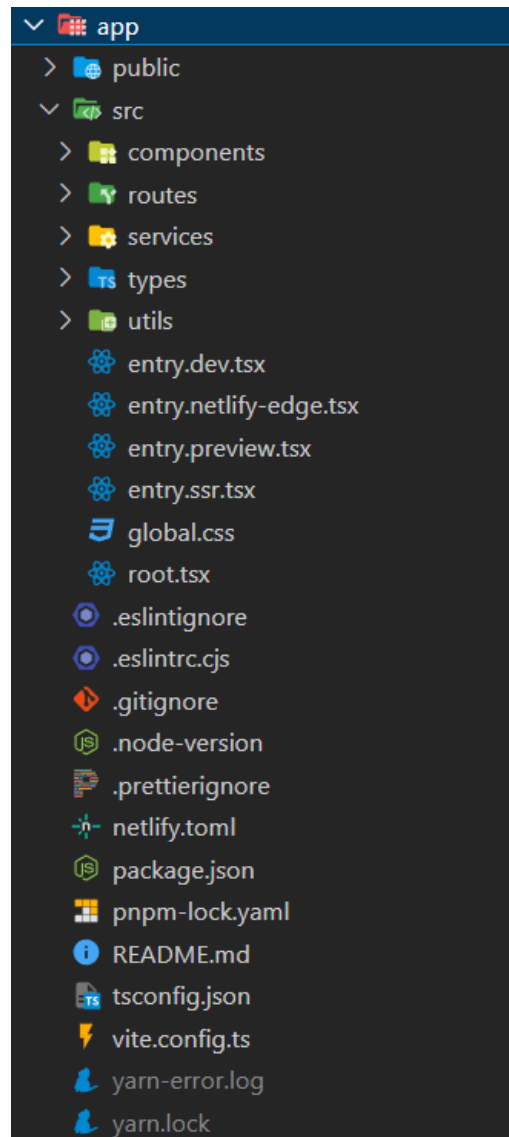 app
public
src
components
routes
services
types
utils
entry.dev.tsx
entry.netlify-edge.tsx
entry.preview.tsx
entry.ssr.tsx
global.css
root.tsx
.eslintignore
.eslintrc.cjs
.gitignore
.node-version
.prettierignore
netlify.toml
package.json
pnpm-lock.yaml
README.md
tsconfig.json
vite.config.ts
yarn-error.log
yarn.lock